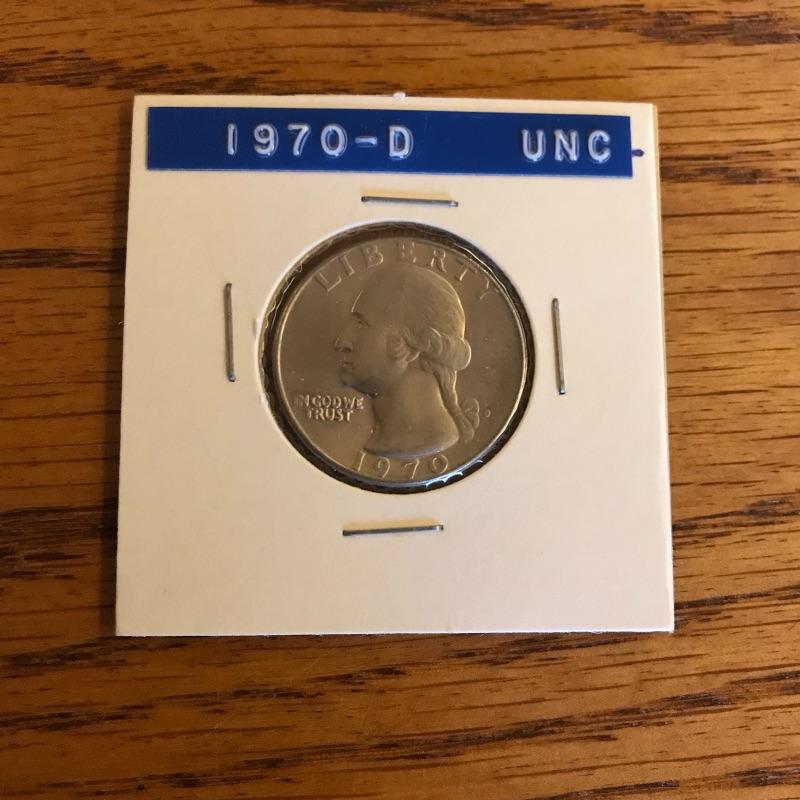 1970-D UNC
LIBERTY
IN GOD WE
TRUST
D
1970